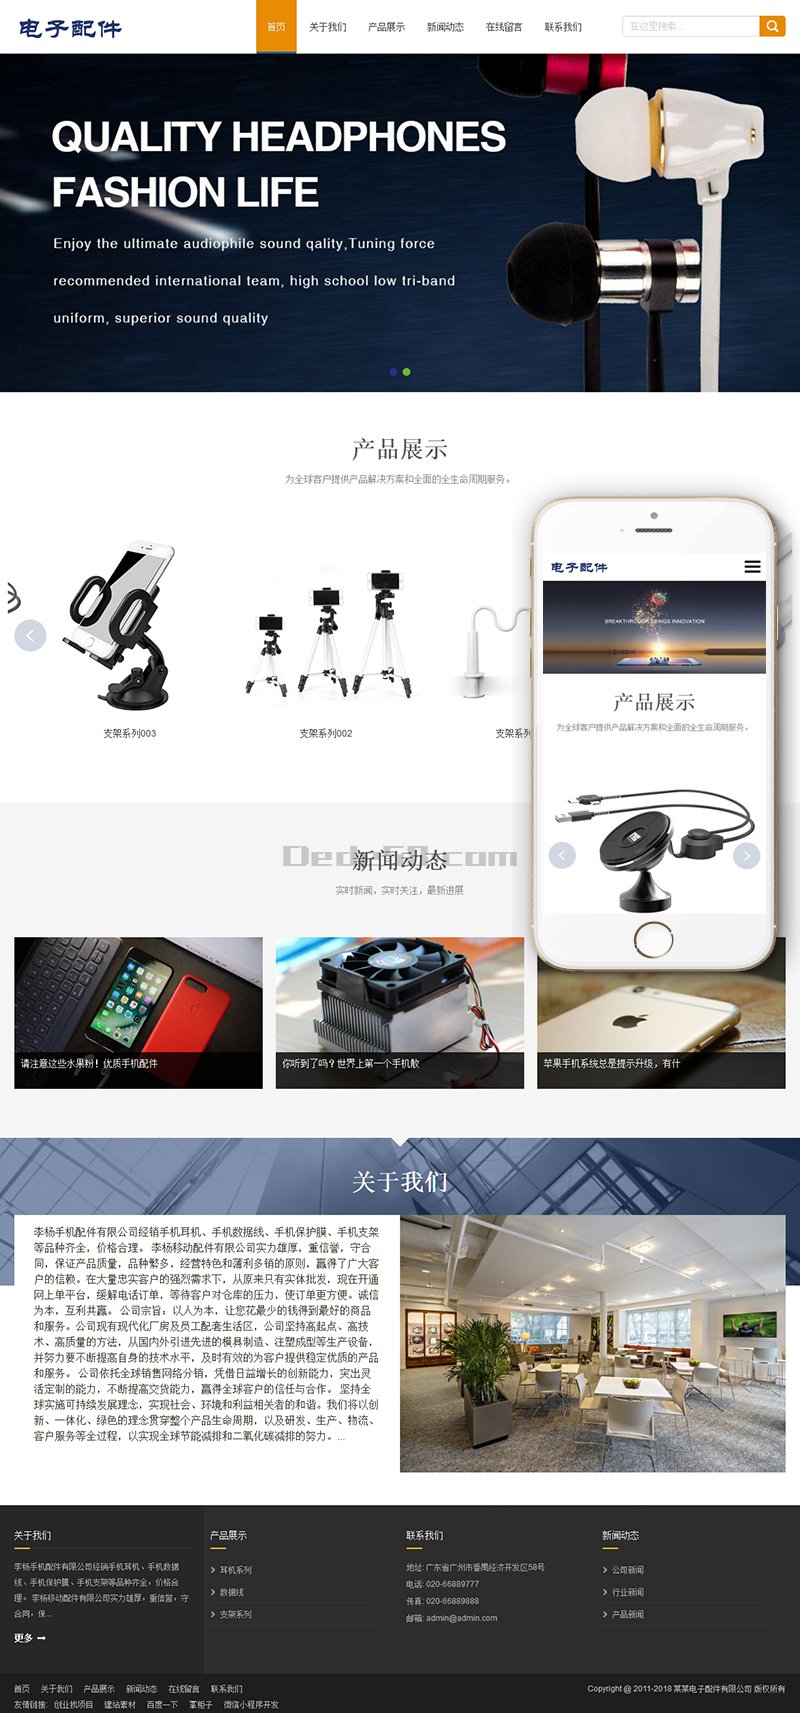 电子配件
首页 关于我们 产品展示 新闻动态 在线留言 联系我们
在这里搜索...
QUALITY HEADPHONES
FASHION LIFE
Enjoy the ultimate audiophile sound qality,Tuning force
recommended international team, high school low tri-band
uniform, superior sound quality
L
产品展示
为全球客户提供产品解决方案和全面的全生命周期服务。
支架系列003
支架系列002
支架系列
电子配件
BREAKTHROUGH BRINGS INNOVATION
产品展示
为全球客户提供产品解决方案和全面的全生命周期服务。
新闻动态
实时新闻，实时关注，最新进展
请注意这些水果粉！优质手机配件
你听到了吗？世界上第一个手机散
苹果手机系统总是提示升级，有什
关于我们
李杨手机配件有限公司经销手机耳机、手机数据线、手机保护膜、手机支架
等品种齐全，价格合理。 李杨移动配件有限公司实力雄厚，重信誉，守合
同，保证产品质量，品种繁多，经营特色和薄利多销的原则，赢得了广大客
户的信赖。在大量忠实客户的强烈需求下，从原来只有实体批发，现在开通
网上单平台，缓解电话订单，等待客户对仓库的压力，使订单更方便。诚信
为本，互利共赢。 公司宗旨：以人为本，让您花最少的钱得到最好的商品
和服务。公司现有现代化厂房及员工配套生活区，公司坚持高起点、高技
术、高质量的方法，从国内外引进先进的模具制造、注塑成型等生产设备，
并努力要不断提高自身的技术水平，及时有效的为客户提供稳定优质的产品
和服务。 公司依托全球销售网络分销，凭借日益增长的创新能力，突出灵
活定制的能力，不断提高交货能力，赢得全球客户的信任与合作。 坚持全
球实施可持续发展理念，实现社会、环境和利益相关者的和谐。我们将以创
新、一体化、绿色的理念贯穿整个产品生命周期，以及研发、生产、物流、
客户服务等全过程，以实现全球节能减排和二氧化碳减排的努力。...
关于我们
李杨手机配件有限公司经销手机耳机、手机数据
线、手机保护膜、手机支架等品种齐全，价格合
理。 李杨移动配件有限公司实力雄厚，重信誉，守
合同，保...
更多
产品展示
耳机系列
数据线
支架系列
联系我们
地址: 广东省广州市番禺经济开发区58号
电话: 020-66889777
传真: 020-66889888
邮箱: admin@admin.com
新闻动态
公司新闻
行业新闻
产品新闻
首页 关于我们 产品展示 新闻动态 在线留言 联系我们
Copyright @ 2011-2018 某某电子配件有限公司 版权所有
友情链接: 创业找项目 建站素材 百度一下 掌柜子 微信小程序开发